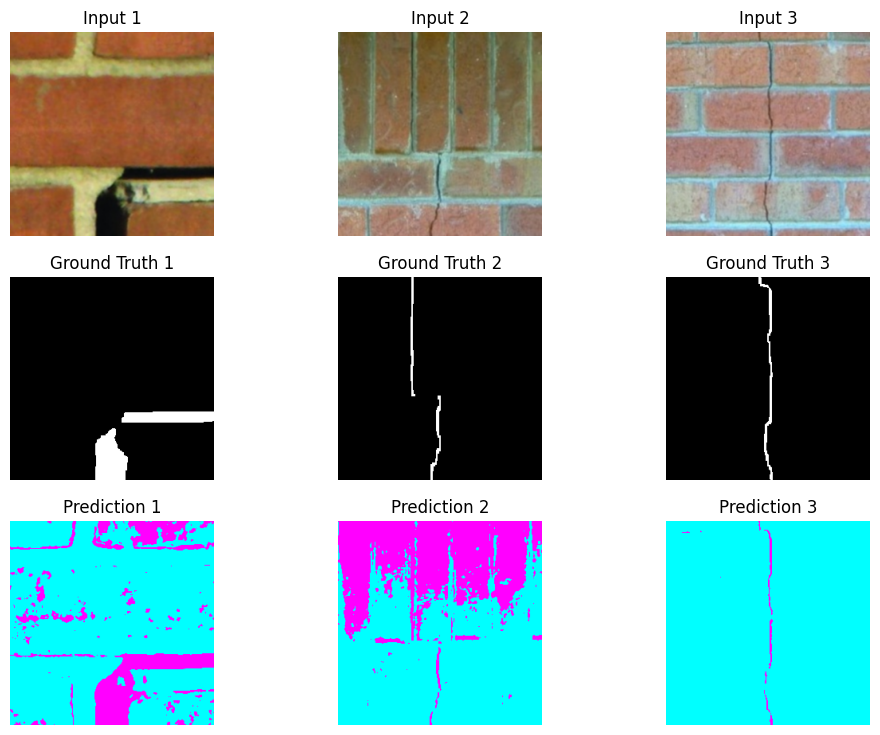 Input 1
Input 2
Input 3
Ground Truth 1
Ground Truth 2
Ground Truth 3
Prediction 1
Prediction 2
Prediction 3